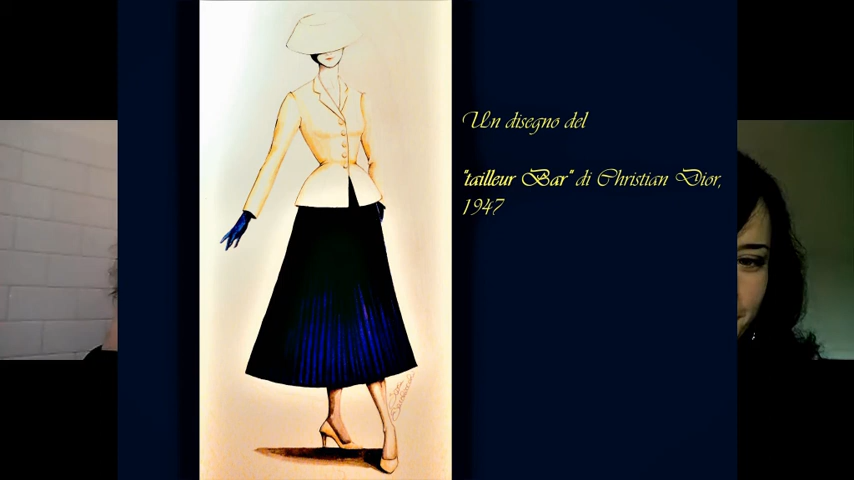 Un disegno del
"tailleur Bar" di Christian Dior,
1947